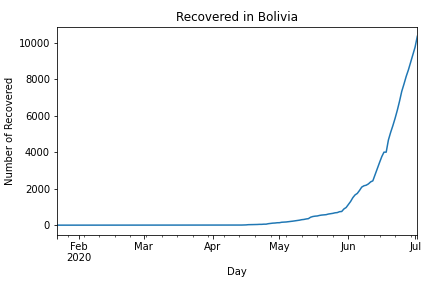 Recovered in Bolivia
Number of Recovered
10000
8000
6000
4000
2000
0
Feb Mar Apr May Jun Jul
2020
Day